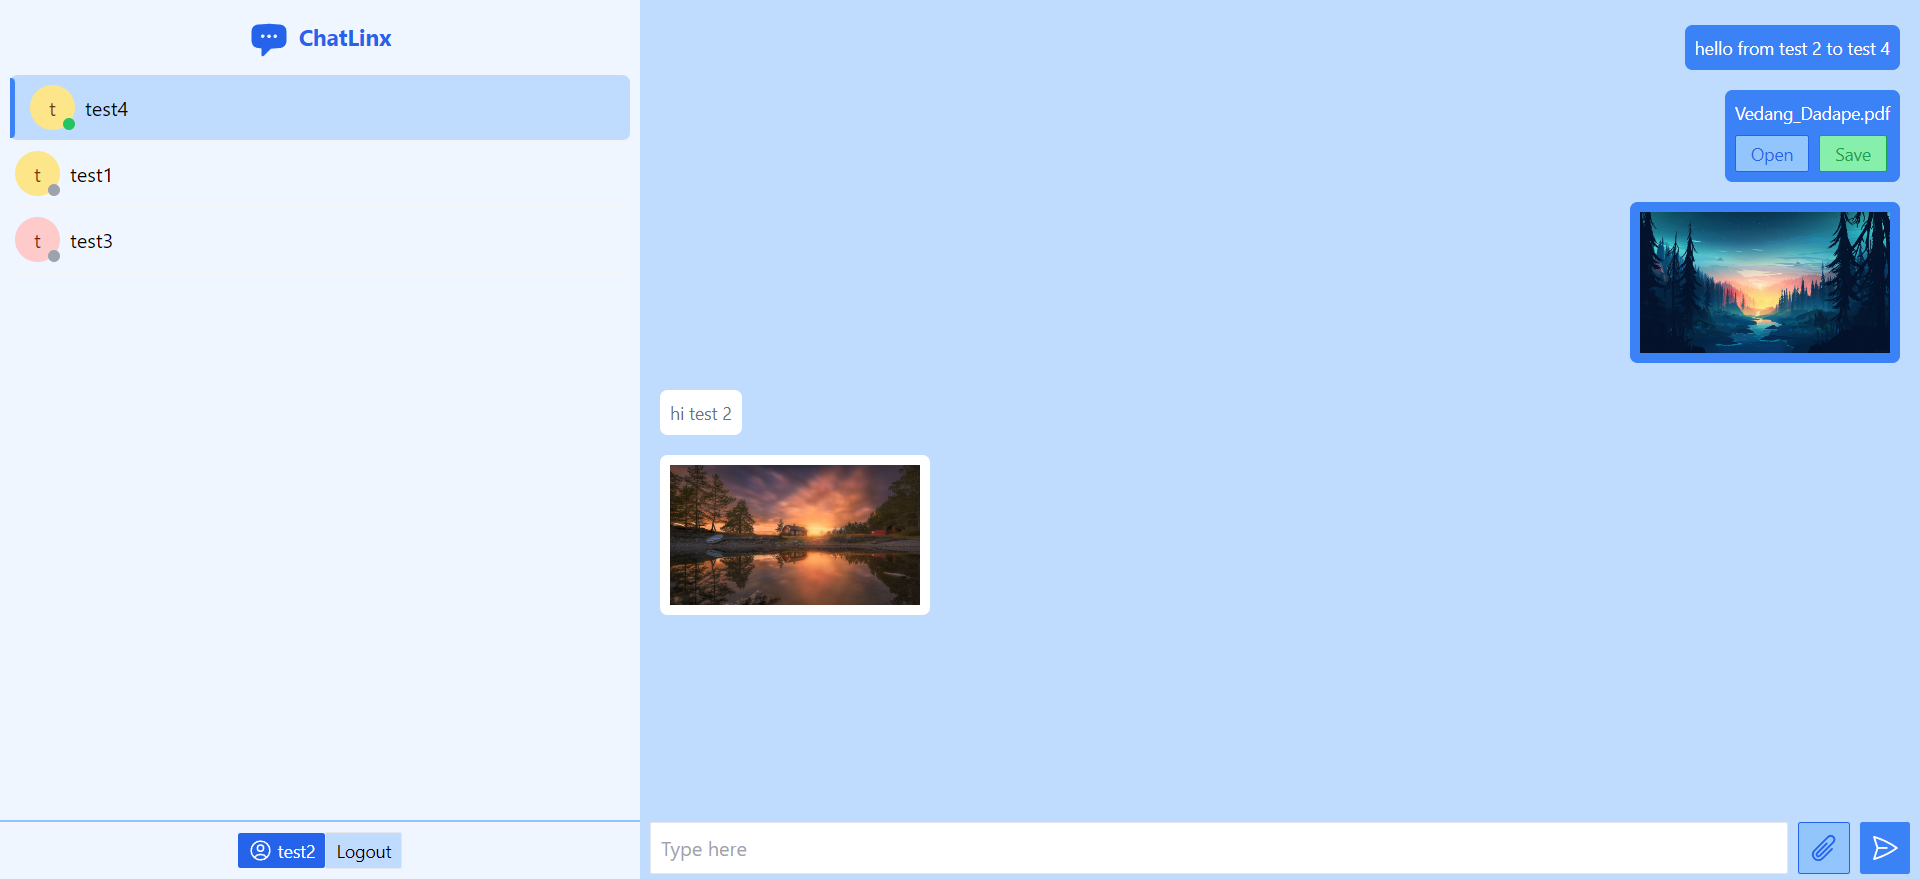 ChatLinx
t
test4
t
test1
t
test3
test2
Logout
hello from test 2 to test 4
Vedang_Dadape.pdf
Open
Save
hi test 2
Type here